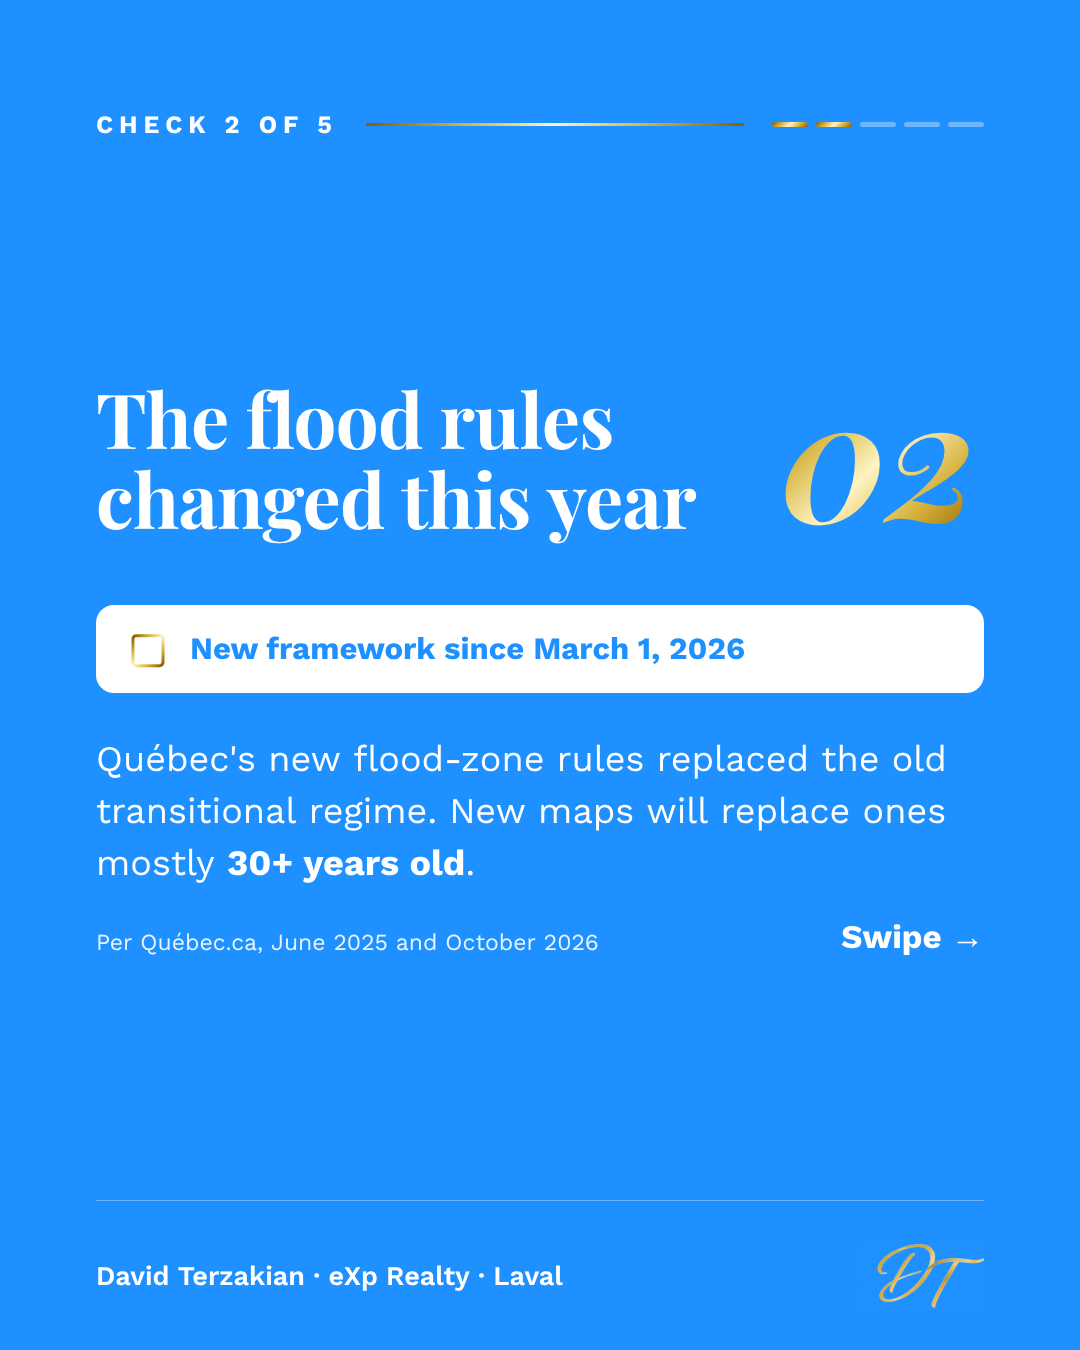 CHECK 2 OF 5
The flood rules
changed this year
02
New framework since March 1, 2026
Québec's new flood-zone rules replaced the old
transitional regime. New maps will replace ones
mostly 30+ years old.
Per Québec.ca, June 2025 and October 2026
Swipe →
David Terzakian · eXp Realty · Laval
DT